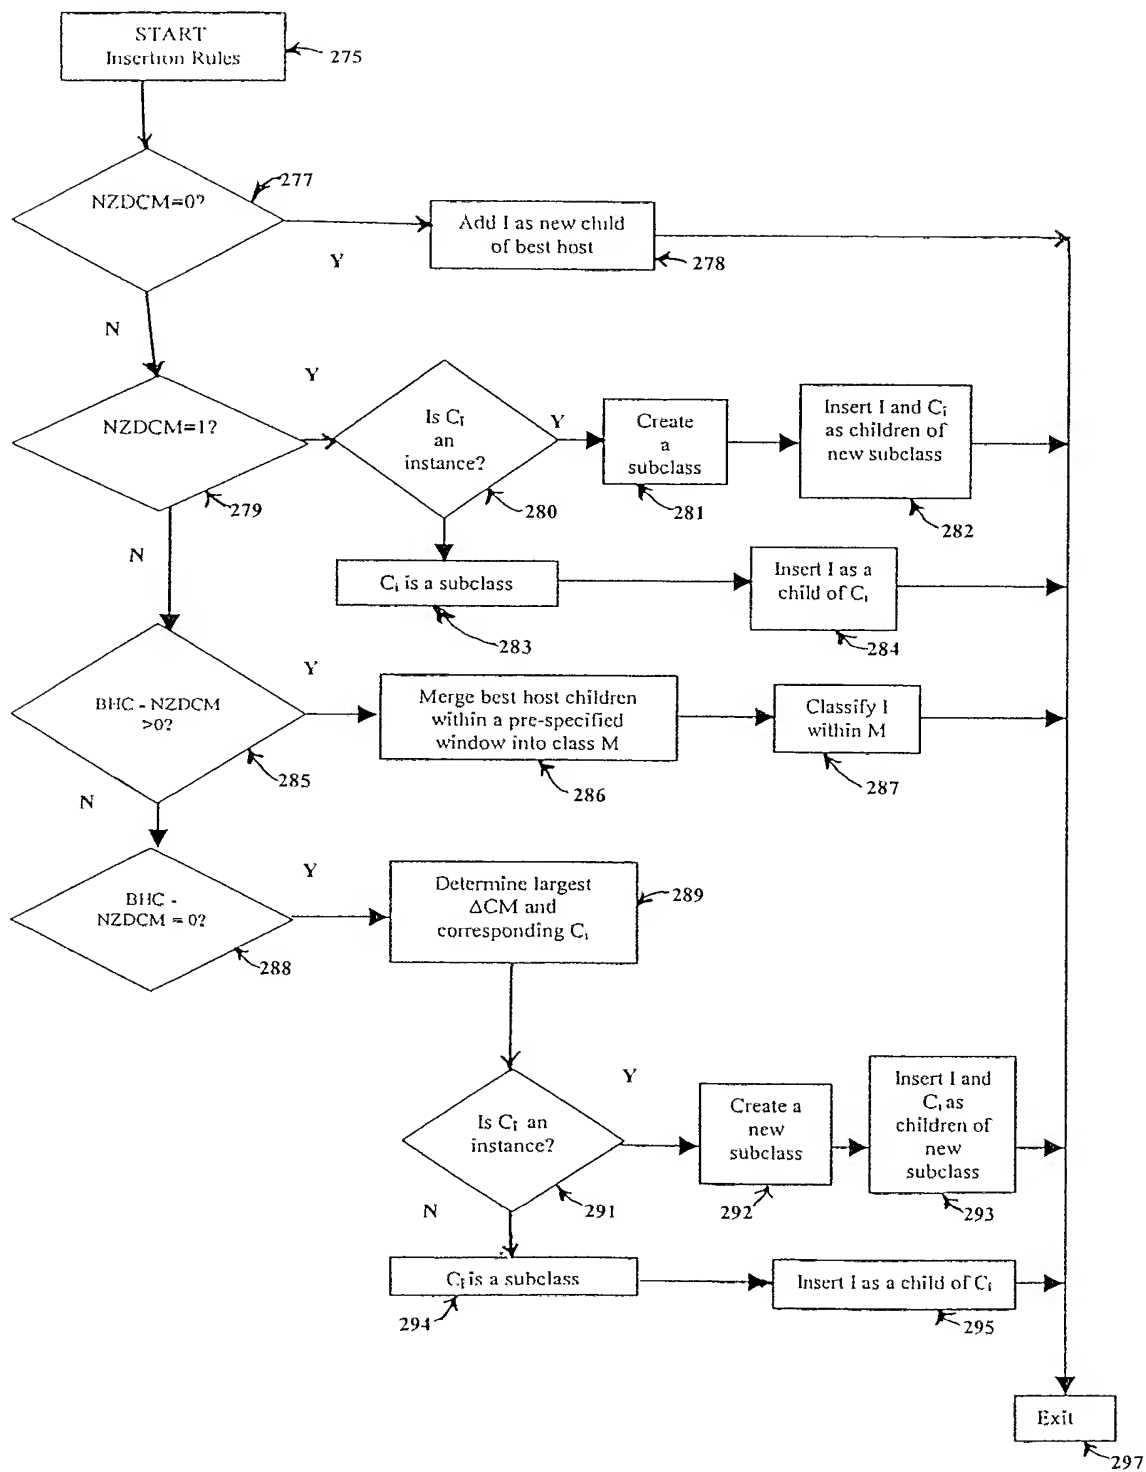 START
Insertion Rules
275
NZDCM=0?
277
Y
Add I as new child
of best host
278
N
NZDCM=1?
279
Y
Is Cᵢ
an
instance?
280
Y
Create
a
subclass
281
Insert I and Cᵢ
as children of
new subclass
282
N
Cᵢ is a subclass
283
Insert I as a
child of Cᵢ
284
BHC - NZDCM
>0?
285
Y
Merge best host children
within a pre-specified
window into class M
286
Classify I
within M
287
N
BHC -
NZDCM = 0?
288
Y
Determine largest
ΔCM and
corresponding Cᵢ
289
Is Cᵢ an
instance?
291
Y
Create a
new
subclass
292
Insert I and
Cᵢ as
children of
new
subclass
293
N
Cᵢ is a subclass
294
Insert I as a child of Cᵢ
295
Exit
297